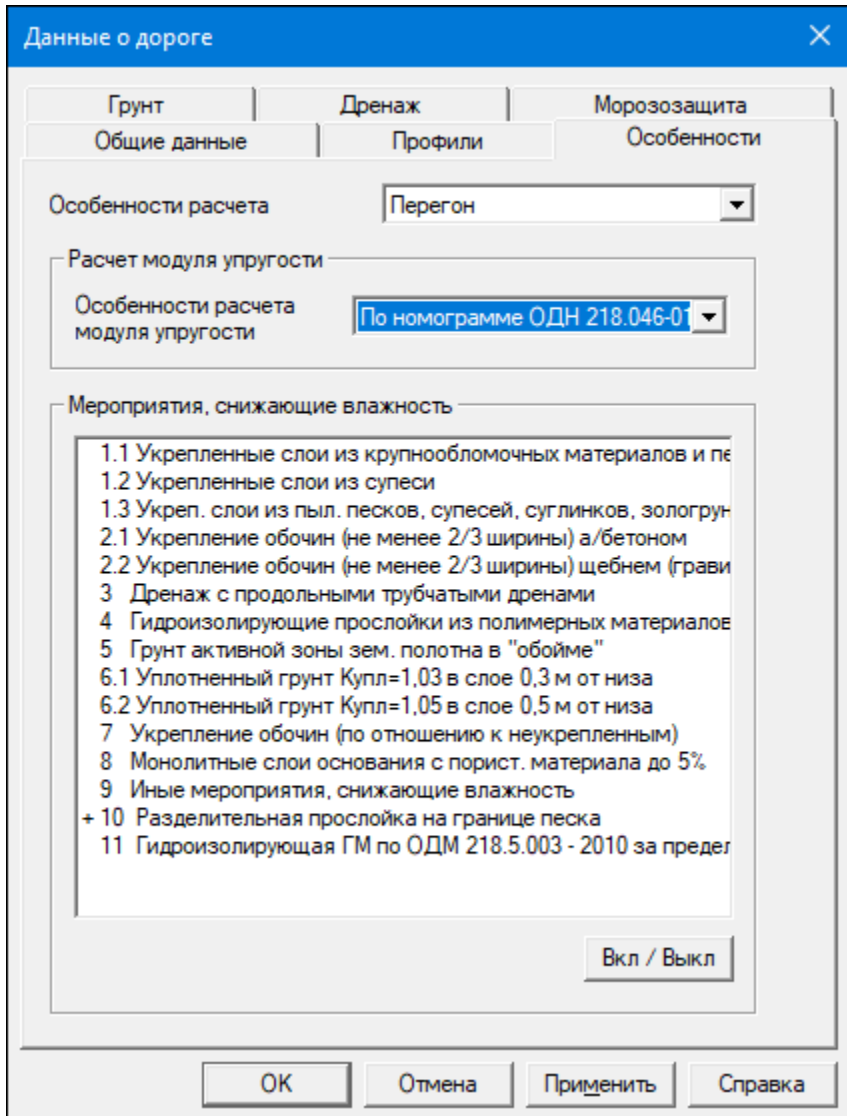 Данные о дороге
Грунт
Дренаж
Морозозащита
Общие данные
Профили
Особенности
Особенности расчета
Перегон
Расчет модуля упругости
Особенности расчета
модуля упругости
По номограмме ОДН 218.046-01
Мероприятия, снижающие влажность
1.1 Укрепленные слои из крупнообломочных материалов и пе
1.2 Укрепленные слои из супеси
1.3 Укреп. слои из пыл. песков, супесей, суглинков, зологрун
2.1 Укрепление обочин (не менее 2/3 ширины) а/бетоном
2.2 Укрепление обочин (не менее 2/3 ширины) щебнем (грави
3 Дренаж с продольными трубчатыми дренами
4 Гидроизолирующие прослойки из полимерных материалов
5 Грунт активной зоны зем. полотна в "обойме"
6.1 Уплотненный грунт Купл=1,03 в слое 0,3 м от низа
6.2 Уплотненный грунт Купл=1,05 в слое 0,5 м от низа
7 Укрепление обочин (по отношению к неукрепленным)
8 Монолитные слои основания с порист. материала до 5%
9 Иные мероприятия, снижающие влажность
+ 10 Разделительная прослойка на границе песка
11 Гидроизолирующая ГМ по ОДМ 218.5.003 - 2010 за предел
Вкл / Выкл
ОК
Отмена
Применить
Справка